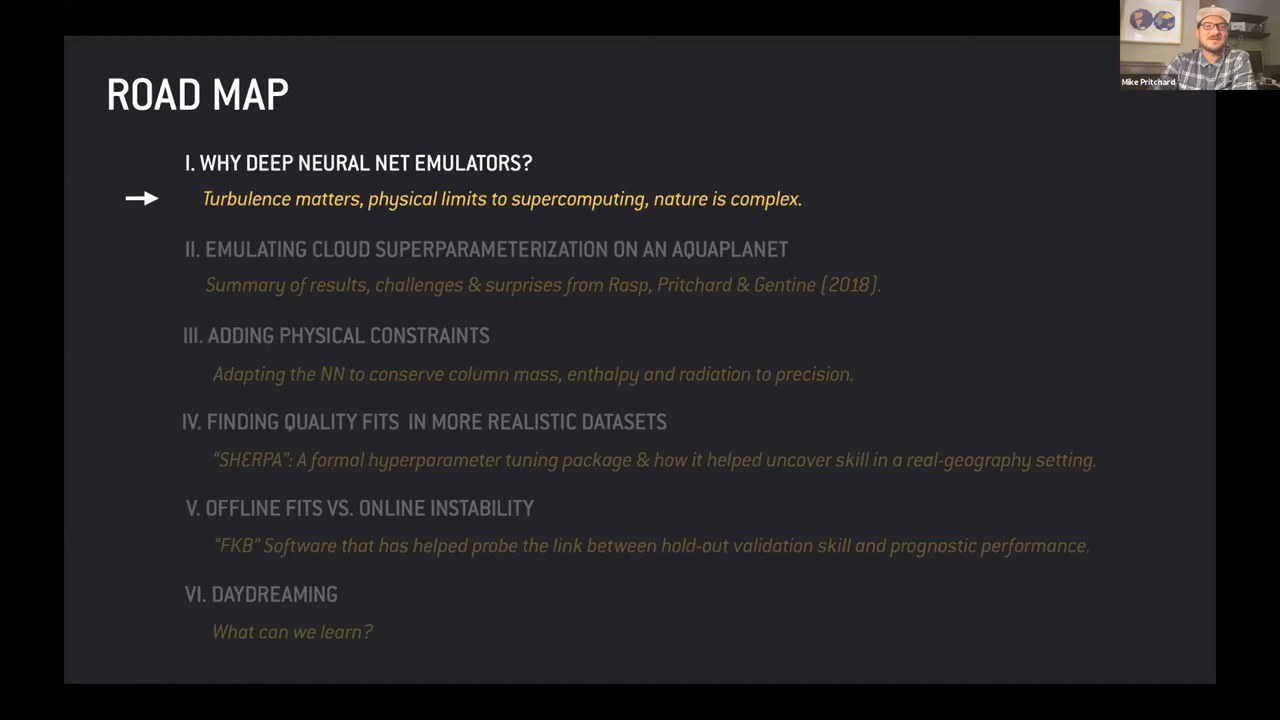 Mike Pritchard
ROAD MAP
I. WHY DEEP NEURAL NET EMULATORS?
Turbulence matters, physical limits to supercomputing, nature is complex.
II. EMULATING CLOUD SUPERPARAMETERIZATION ON AN AQUAPLANET
Summary of results, challenges & surprises from Rasp, Pritchard & Gentine (2018).
III. ADDING PHYSICAL CONSTRAINTS
Adapting the NN to conserve column mass, enthalpy and radiation to precision.
IV. FINDING QUALITY FITS IN MORE REALISTIC DATASETS
“SHERPA”: A formal hyperparameter tuning package & how it helped uncover skill in a real-geography setting.
V. OFFLINE FITS VS. ONLINE INSTABILITY
“FKB” Software that has helped probe the link between hold-out validation skill and prognostic performance.
VI. DAYDREAMING
What can we learn?